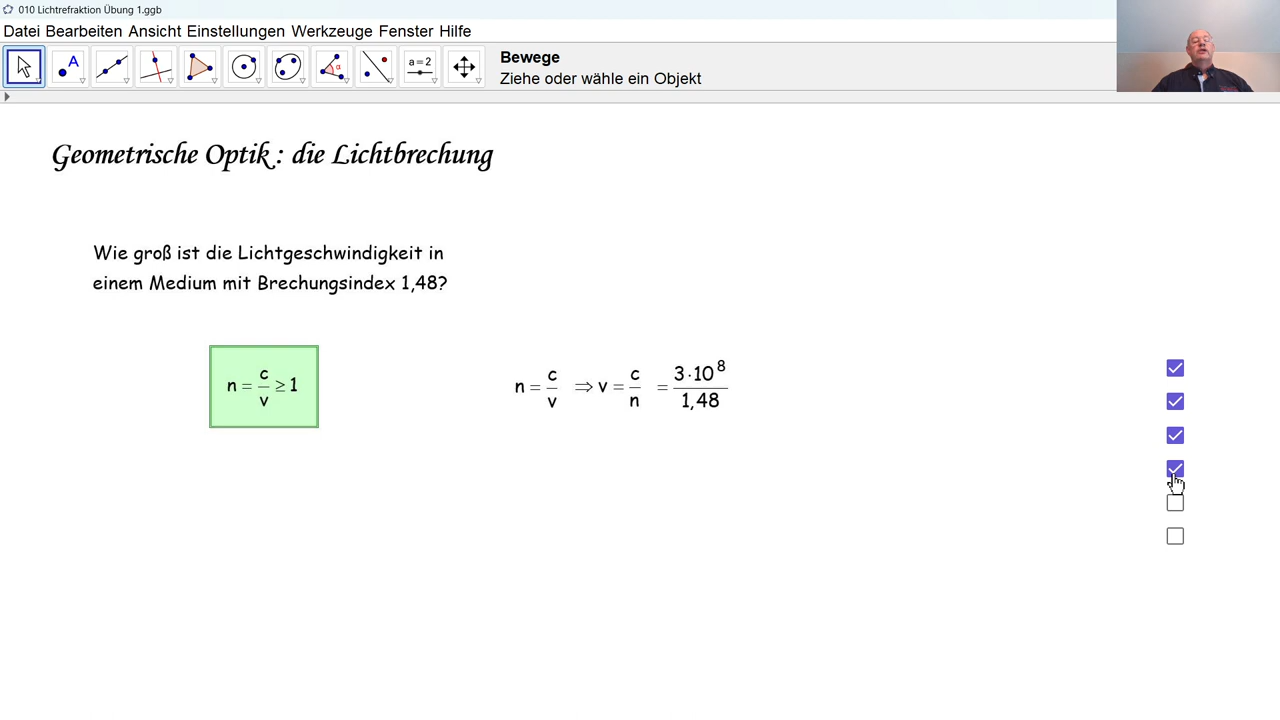 010 Lichtrefraktion Übung 1.ggb
Datei Bearbeiten Ansicht Einstellungen Werkzeuge Fenster Hilfe
A
α
a=2
Bewege
Ziehe oder wähle ein Objekt
Geometrische Optik : die Lichtbrechung
Wie groß ist die Lichtgeschwindigkeit in
einem Medium mit Brechungsindex 1,48?
n = c/v ≥ 1
n = c/v ⇒ v = c/n = 3·10⁸/1,48